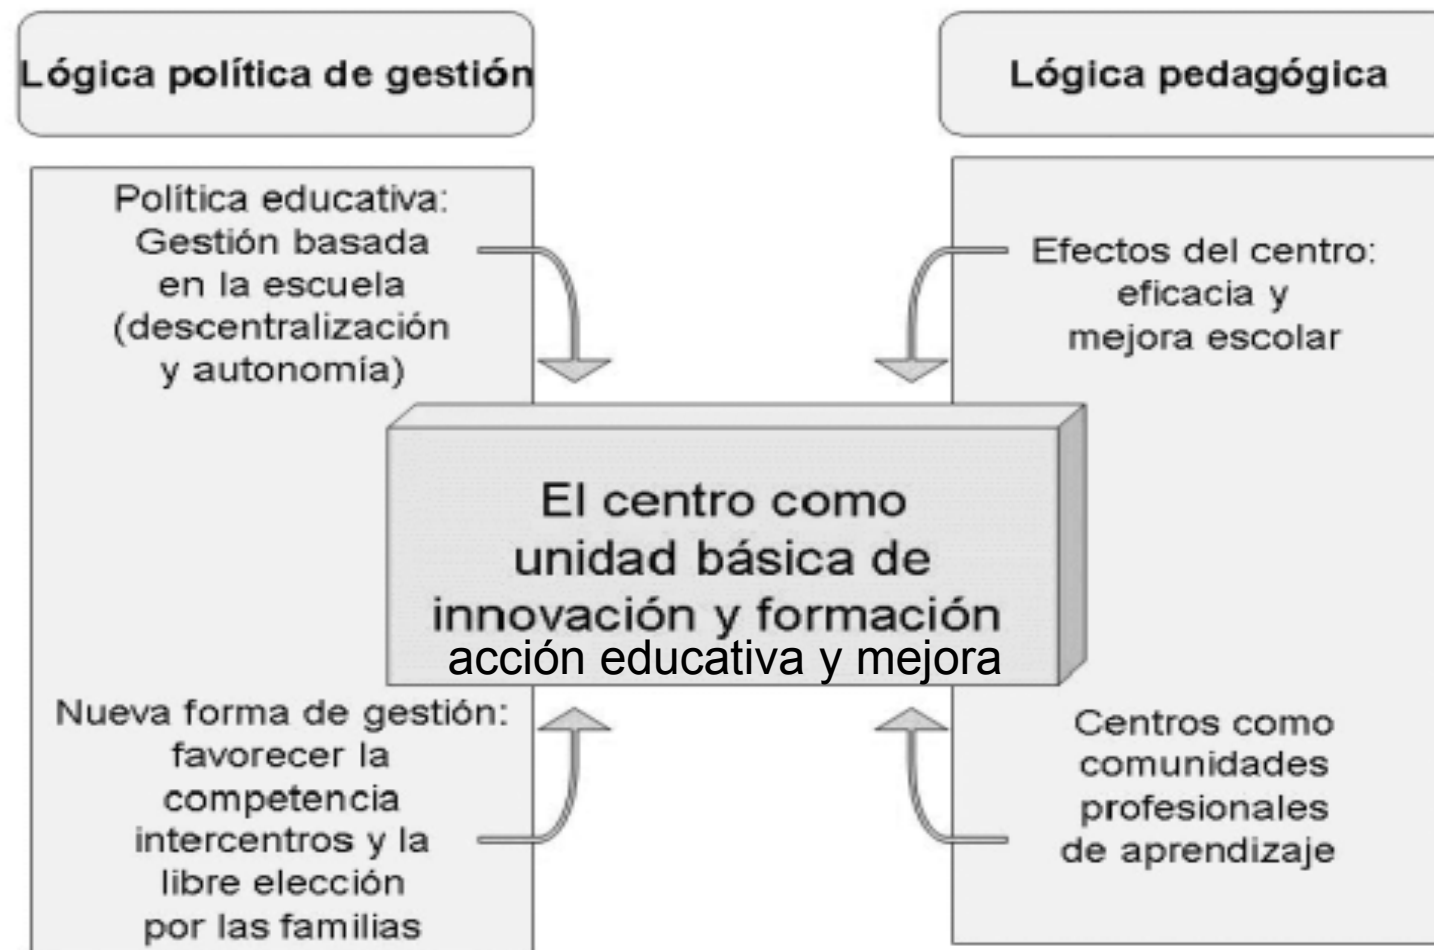 Lógica política de gestión
Política educativa:
Gestión basada
en la escuela
(descentralización
y autonomía)
Nueva forma de gestión:
favorecer la
competencia
intercentros y la
libre elección
por las familias
El centro como
unidad básica de
innovación y formación
acción educativa y mejora
Lógica pedagógica
Efectos del centro:
eficacia y
mejora escolar
Centros como
comunidades
profesionales
de aprendizaje